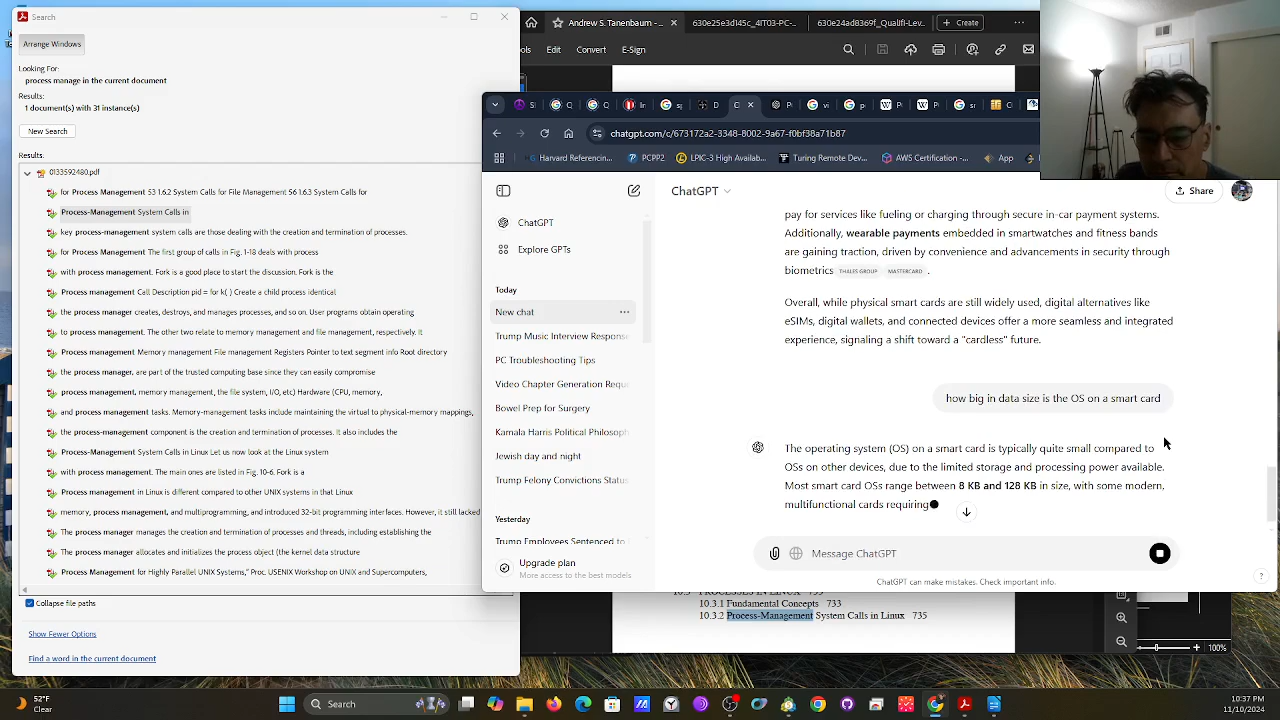 Search
Arrange Windows
Looking For:
process manage in the current document
Results:
1 document(s) with 31 instance(s)
New Search
Results:
0133592480.pdf
for Process Management 53 1.6.2 System Calls for File Management 56 1.6.3 System Calls for
Process-Management System Calls in
key process-management system calls are those dealing with the creation and termination of processes.
for Process Management The first group of calls in Fig. 1-18 deals with process
with process management. Fork is a good place to start the discussion. Fork is the
Process management Call Description pid = for k( ) Create a child process identical
the process manager creates, destroys, and manages processes, and so on. User programs obtain operating
to process management. The other two relate to memory management and file management, respectively. It
Process management Memory management File management Registers Pointer to text segment info Root directory
the process manager, are part of the trusted computing base since they can easily compromise
process management, memory management, the file system, I/O, etc) Hardware (CPU, memory,
and process management tasks. Memory-management tasks include maintaining the virtual to physical-memory mappings,
the process-management component is the creation and termination of processes. It also includes the
Process-Management System Calls in Linux Let us now look at the Linux system
with process management. The main ones are listed in Fig. 10-6. Fork is a
Process management in Linux is different compared to other UNIX systems in that Linux
memory, process management, and multiprogramming, and introduced 32-bit programming interfaces. However, it still lacked
The process manager manages the creation and termination of processes and threads, including establishing the
The process manager allocates and initializes the process object (the kernel data structure
Process Management for Highly Parallel UNIX Systems," Proc. USENIX Workshop on UNIX and Supercomputers,
Collapse file paths
Show Fewer Options
Find a word in the current document
Andrew S.Tanenbaum -
630e25e3d145c_4IT03-PC-
630e24ad8369f_Qualifi-Lev
+ Create
ols Edit Convert E-Sign
chatgpt.com/c/673172a2-3348-8002-9a67-f0bf38a71b87
Harvard Referencin
PCPP2
LPIC-3 High Availabl
Turing Remote Dev
AWS Certification -
App
ChatGPT
Explore GPTs
Today
New chat
Trump Music Interview Response
PC Troubleshooting Tips
Video Chapter Generation Requ
Bowel Prep for Surgery
Kamala Harris Political Philosoph
Jewish day and night
Trump Felony Convictions Status
Yesterday
Trump Employees Sentenced to
Upgrade plan
More access to the best models
ChatGPT
Share
pay for services like fueling or charging through secure in-car payment systems.
Additionally, wearable payments embedded in smartwatches and fitness bands
are gaining traction, driven by convenience and advancements in security through
biometrics THALES GROUP MASTERCARD .
Overall, while physical smart cards are still widely used, digital alternatives like
eSIMs, digital wallets, and connected devices offer a more seamless and integrated
experience, signaling a shift toward a "cardless" future.
how big in data size is the OS on a smart card
The operating system (OS) on a smart card is typically quite small compared to
OSs on other devices, due to the limited storage and processing power available.
Most smart card OSs range between 8 KB and 128 KB in size, with some modern,
multifunctional cards requiring
Message ChatGPT
ChatGPT can make mistakes. Check important info.
?
10.3.1 Fundamental Concepts 733
10.3.2 Process-Management System Calls in Linux 735
100%
52°F
Clear
Search
10:37 PM
11/10/2024